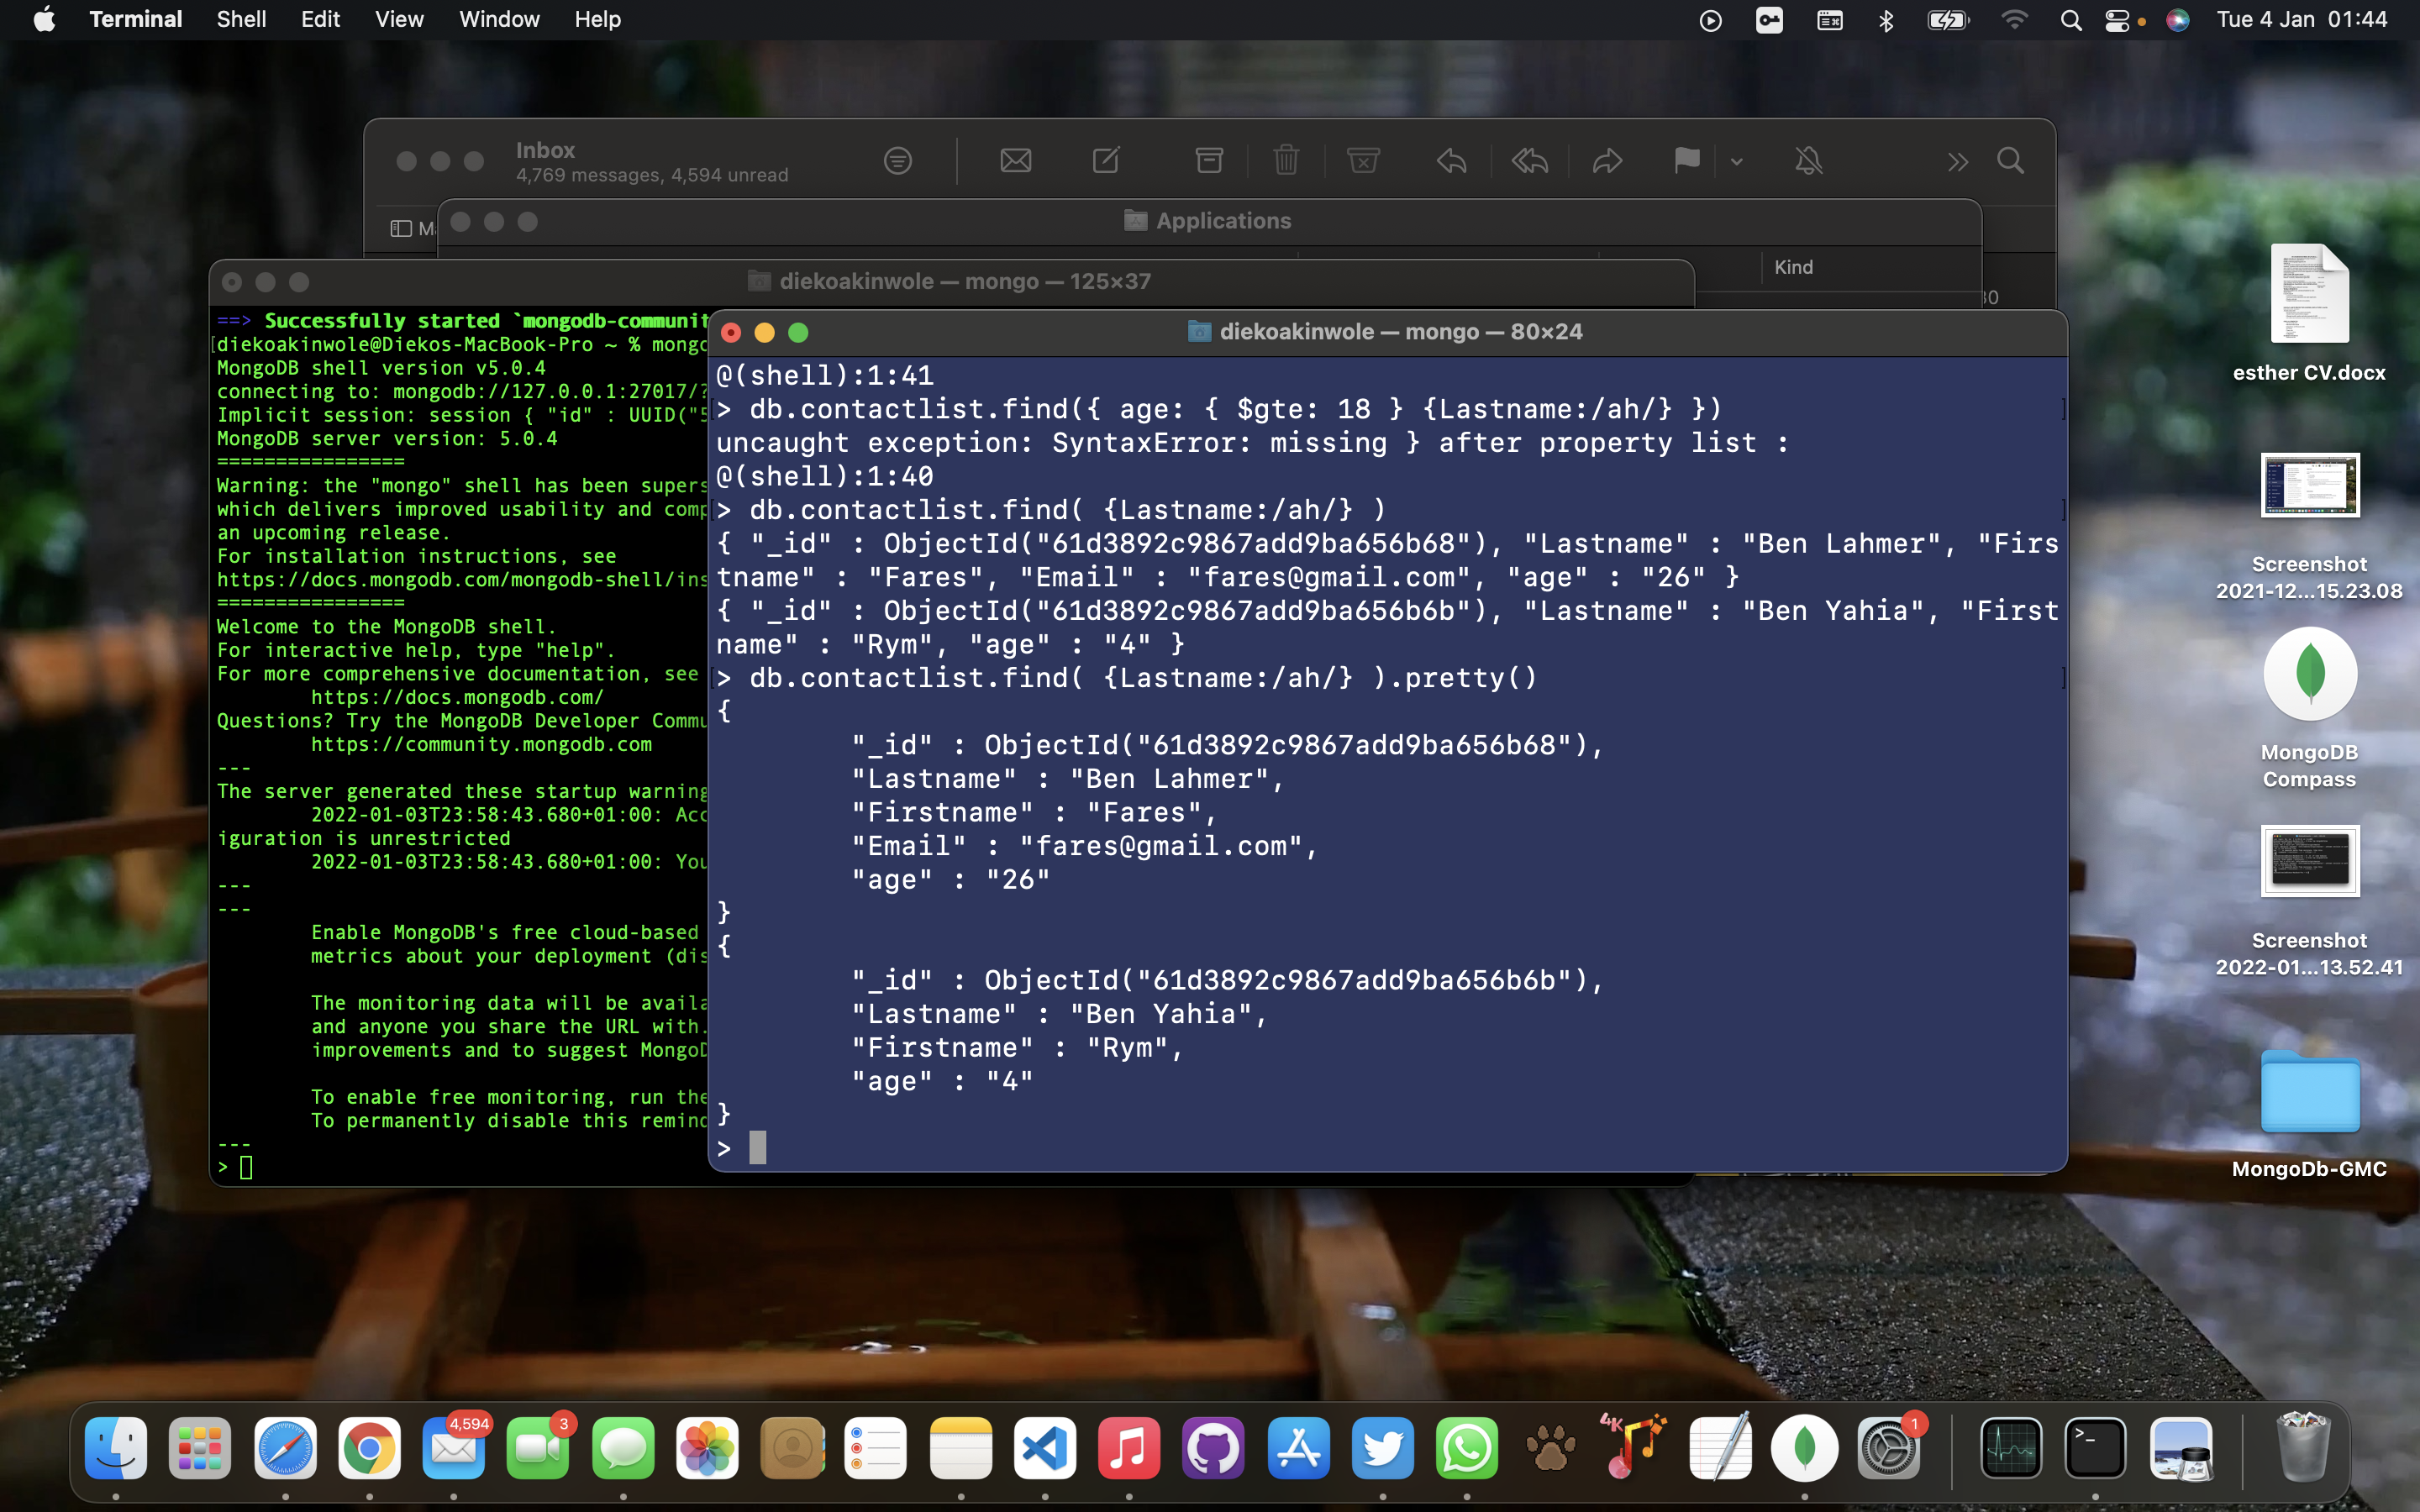 Terminal Shell Edit View Window Help
Tue 4 Jan 01:44
Inbox
4,769 messages, 4,594 unread
Applications
Kind
diekoakinwole — mongo — 125×37
==> Successfully started `mongodb-communit
diekoakinwole@Diekos-MacBook-Pro ~ % mongo
MongoDB shell version v5.0.4
connecting to: mongodb://127.0.0.1:27017/?
Implicit session: session { "id" : UUID("5
MongoDB server version: 5.0.4
================
Warning: the "mongo" shell has been supers
which delivers improved usability and comp
an upcoming release.
For installation instructions, see
https://docs.mongodb.com/mongodb-shell/ins
================
Welcome to the MongoDB shell.
For interactive help, type "help".
For more comprehensive documentation, see
https://docs.mongodb.com/
Questions? Try the MongoDB Developer Commu
https://community.mongodb.com
---
The server generated these startup warning
2022-01-03T23:58:43.680+01:00: Acc
iguration is unrestricted
2022-01-03T23:58:43.680+01:00: You
---
---
Enable MongoDB's free cloud-based
metrics about your deployment (dis
The monitoring data will be availa
and anyone you share the URL with.
improvements and to suggest MongoD
To enable free monitoring, run the
To permanently disable this remind
---
>
diekoakinwole — mongo — 80×24
@(shell):1:41
> db.contactlist.find({ age: { $gte: 18 } {Lastname:/ah/} })
uncaught exception: SyntaxError: missing } after property list :
@(shell):1:40
> db.contactlist.find( {Lastname:/ah/} )
{ "_id" : ObjectId("61d3892c9867add9ba656b68"), "Lastname" : "Ben Lahmer", "Firs
tname" : "Fares", "Email" : "fares@gmail.com", "age" : "26" }
{ "_id" : ObjectId("61d3892c9867add9ba656b6b"), "Lastname" : "Ben Yahia", "First
name" : "Rym", "age" : "4" }
> db.contactlist.find( {Lastname:/ah/} ).pretty()
{
"_id" : ObjectId("61d3892c9867add9ba656b68"),
"Lastname" : "Ben Lahmer",
"Firstname" : "Fares",
"Email" : "fares@gmail.com",
"age" : "26"
}
{
"_id" : ObjectId("61d3892c9867add9ba656b6b"),
"Lastname" : "Ben Yahia",
"Firstname" : "Rym",
"age" : "4"
}
>
esther CV.docx
Screenshot
2021-12...15.23.08
MongoDB
Compass
Screenshot
2022-01...13.52.41
MongoDb-GMC
4,594
3
4K
1